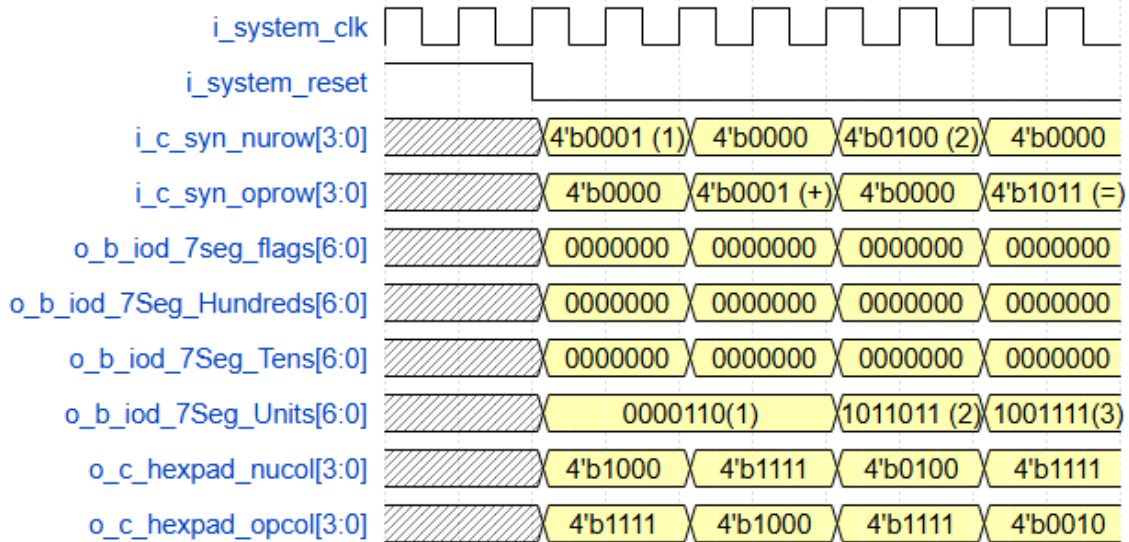 i_system_clk
i_system_reset
i_c_syn_nurow[3:0] 4'b0001 (1) 4'b0000 4'b0100 (2) 4'b0000
i_c_syn_oprow[3:0] 4'b0000 4'b0001 (+) 4'b0000 4'b1011 (=)
o_b_iod_7seg_flags[6:0] 0000000 0000000 0000000 0000000
o_b_iod_7Seg_Hundreds[6:0] 0000000 0000000 0000000 0000000
o_b_iod_7Seg_Tens[6:0] 0000000 0000000 0000000 0000000
o_b_iod_7Seg_Units[6:0] 0000110(1) 1011011 (2) 1001111(3)
o_c_hexpad_nucol[3:0] 4'b1000 4'b1111 4'b0100 4'b1111
o_c_hexpad_opcol[3:0] 4'b1111 4'b1000 4'b1111 4'b0010